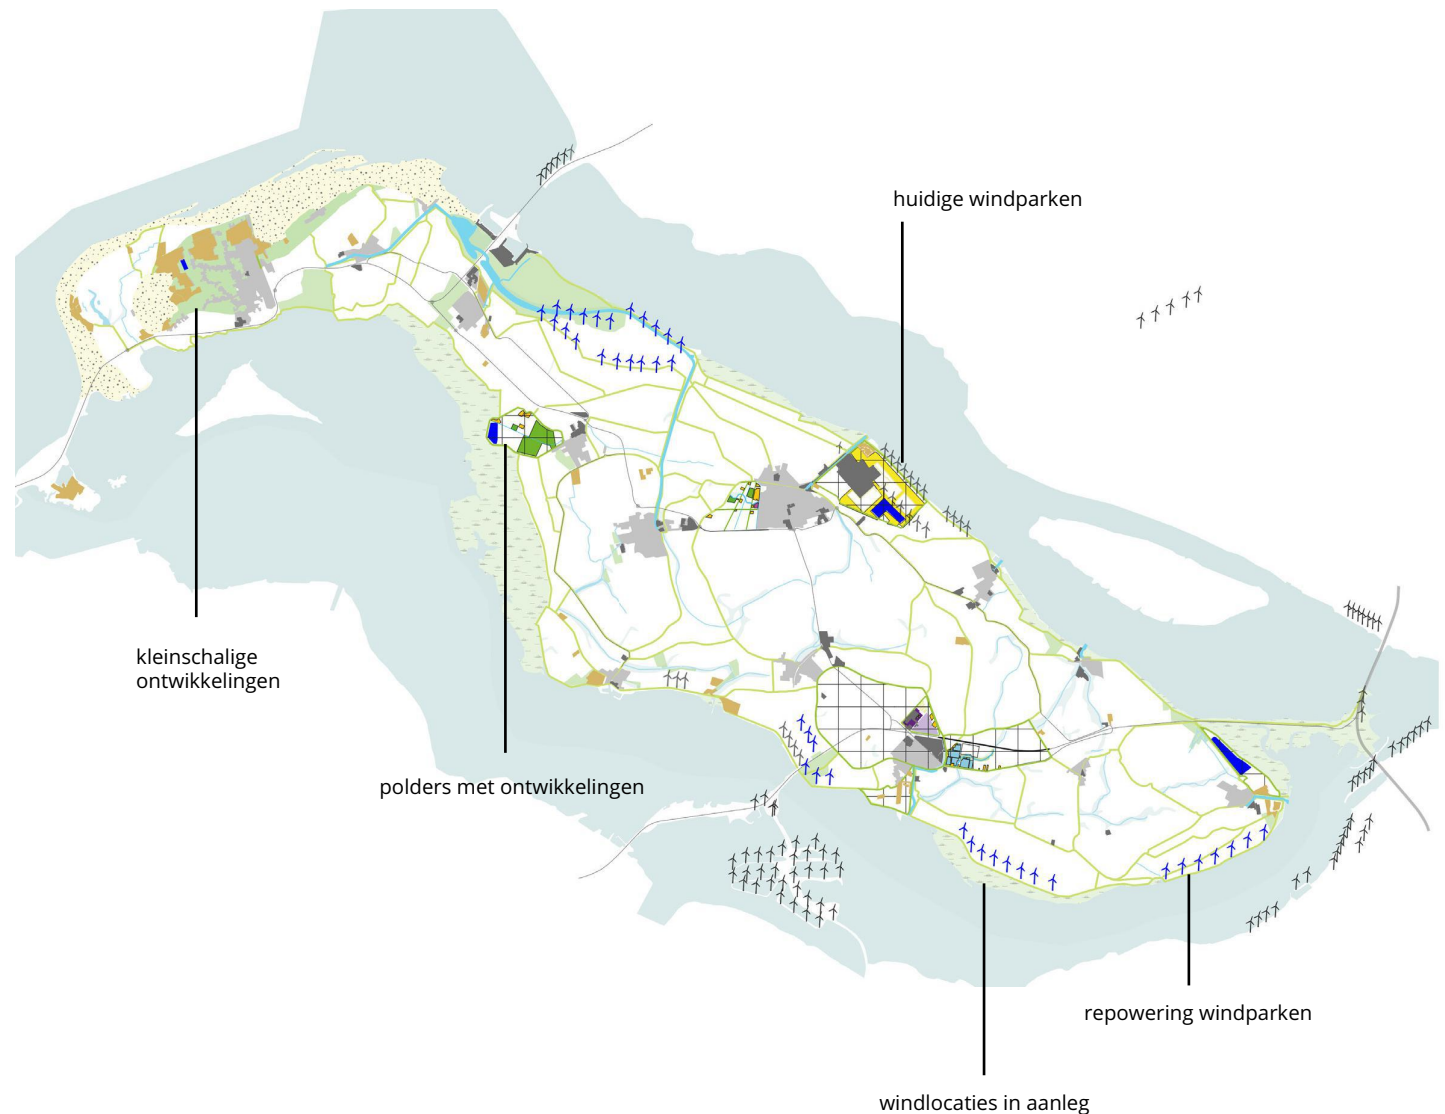 huidige windparken
kleinschalige
ontwikkelingen
polders met ontwikkelingen
repowering windparken
windlocaties in aanleg